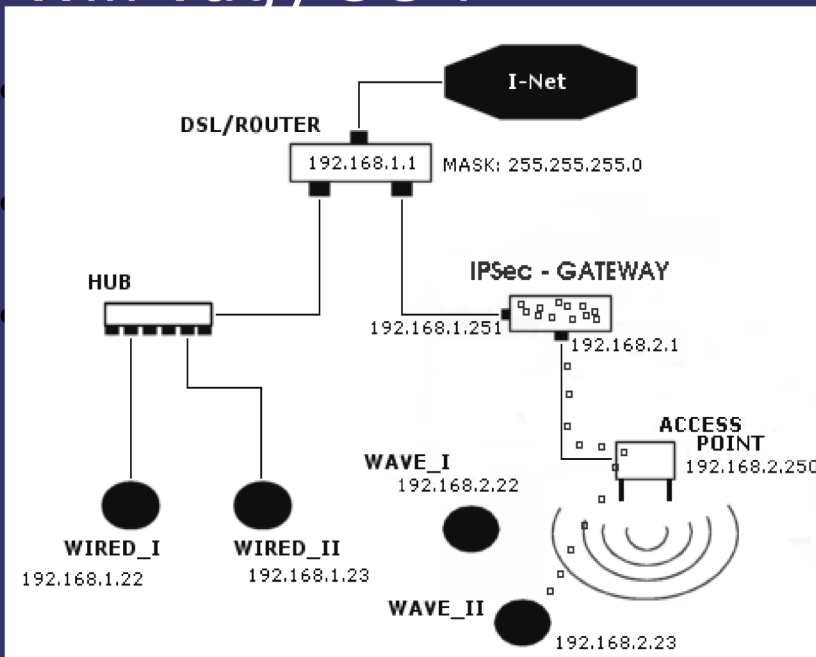 I-Net
DSL/ROUTER
192.168.1.1
MASK: 255.255.255.0
IPSec - GATEWAY
HUB
192.168.1.251
192.168.2.1
ACCESS
POINT
192.168.2.250
WAVE_I
192.168.2.22
WIRED_I
192.168.1.22
WIRED_II
192.168.1.23
WAVE_II
192.168.2.23